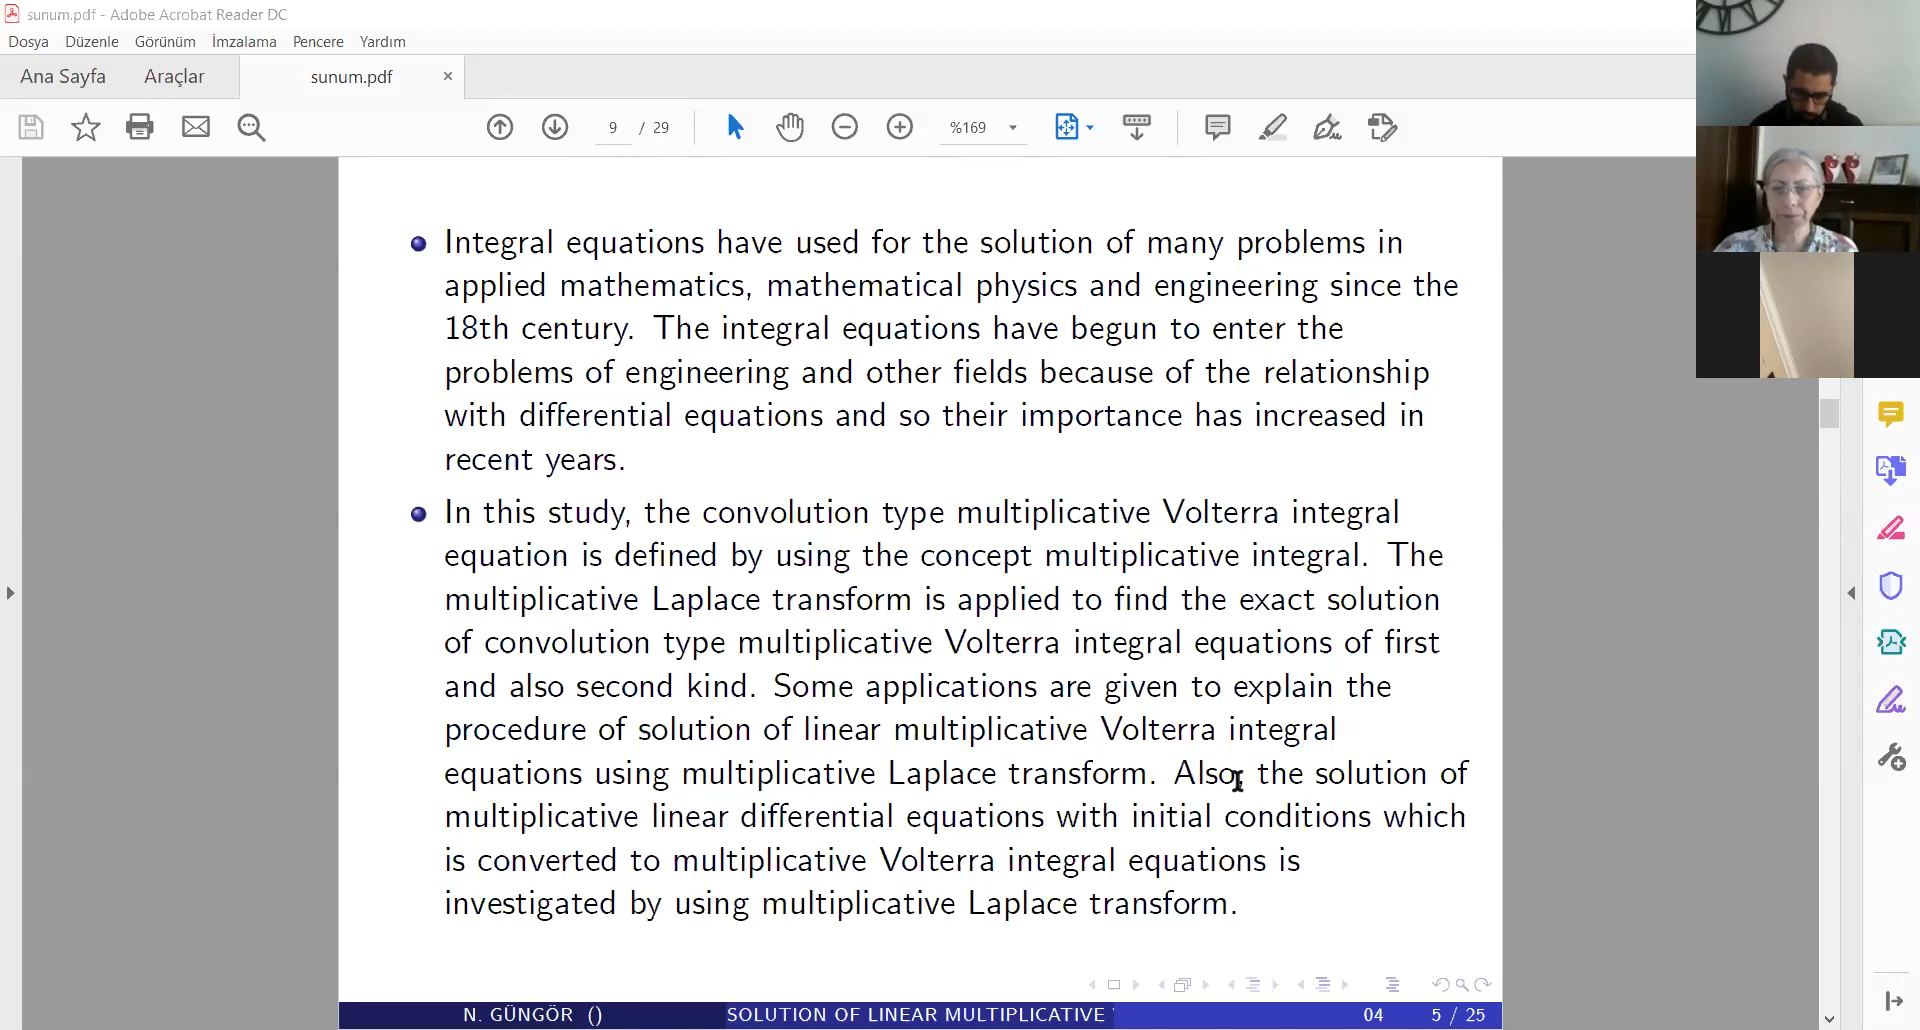 sunum.pdf - Adobe Acrobat Reader DC
Dosya Düzenle Görünüm İmzalama Pencere Yardım
Ana Sayfa Araçlar sunum.pdf ×
9 / 29 %169
Integral equations have used for the solution of many problems in
applied mathematics, mathematical physics and engineering since the
18th century. The integral equations have begun to enter the
problems of engineering and other fields because of the relationship
with differential equations and so their importance has increased in
recent years.
In this study, the convolution type multiplicative Volterra integral
equation is defined by using the concept multiplicative integral. The
multiplicative Laplace transform is applied to find the exact solution
of convolution type multiplicative Volterra integral equations of first
and also second kind. Some applications are given to explain the
procedure of solution of linear multiplicative Volterra integral
equations using multiplicative Laplace transform. Also, the solution of
multiplicative linear differential equations with initial conditions which
is converted to multiplicative Volterra integral equations is
investigated by using multiplicative Laplace transform.
N. GÜNGÖR () SOLUTION OF LINEAR MULTIPLICATIVE 04 5 / 25